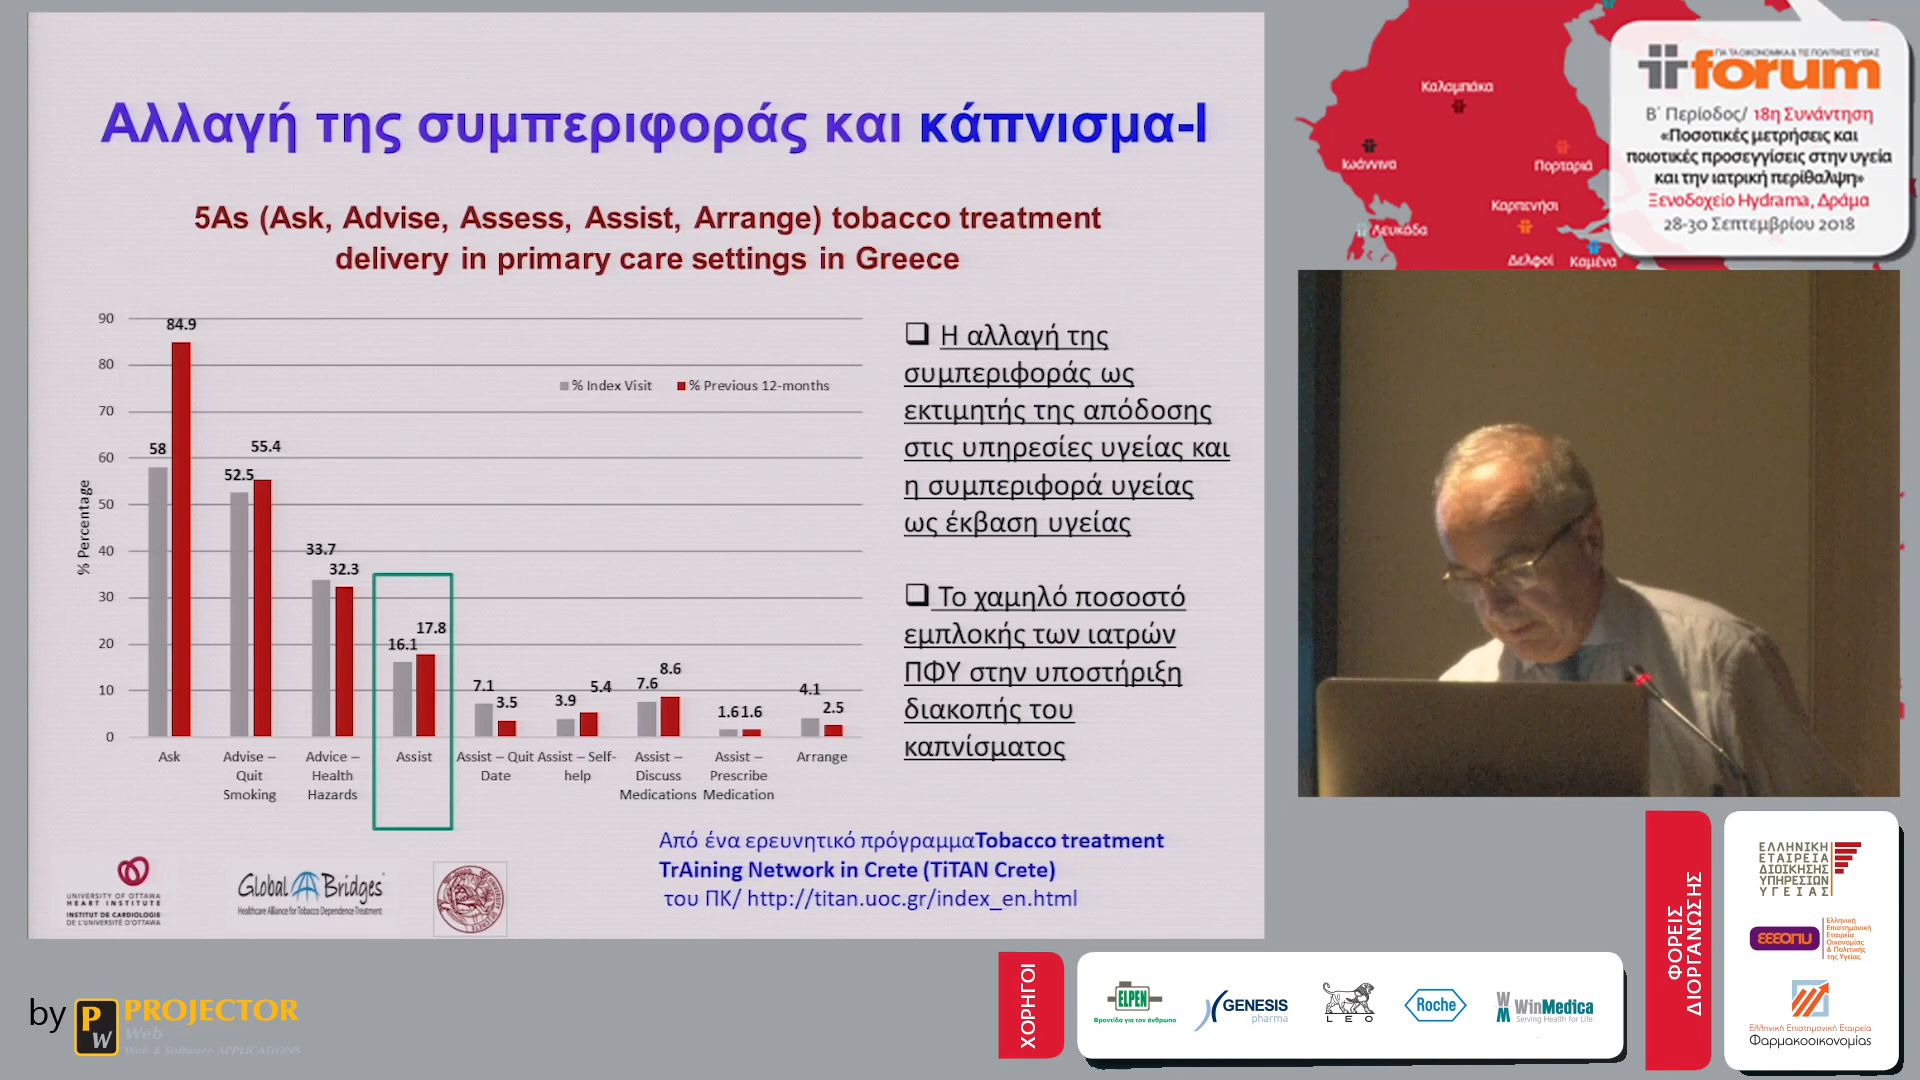 Αλλαγή της συμπεριφοράς και κάπνισμα-Ι
5As (Ask, Advise, Assess, Assist, Arrange) tobacco treatment
delivery in primary care settings in Greece
90
80
70
60
50
40
30
20
10
0
% Percentage
% Index Visit
% Previous 12-months
58
84.9
52.5
55.4
33.7
32.3
16.1
17.8
7.1
3.5
3.9
5.4
7.6
8.6
1.6
1.6
4.1
2.5
Ask
Advise –
Quit
Smoking
Advice –
Health
Hazards
Assist
Assist – Quit
Date
Assist – Self-
help
Assist –
Discuss
Medications
Assist –
Prescribe
Medication
Arrange
Η αλλαγή της
συμπεριφοράς ως
εκτιμητής της απόδοσης
στις υπηρεσίες υγείας και
η συμπεριφορά υγείας
ως έκβαση υγείας
Το χαμηλό ποσοστό
εμπλοκής των ιατρών
ΠΦΥ στην υποστήριξη
διακοπής του
καπνίσματος
Από ένα ερευνητικό πρόγραμμαTobacco treatment
TrAining Network in Crete (TiTAN Crete)
του ΠΚ/ http://titan.uoc.gr/index_en.html
UNIVERSITY OF OTTAWA
HEART INSTITUTE
INSTITUT DE CARDIOLOGIE
DE L'UNIVERSITÉ D'OTTAWA
Global Bridges
Healthcare Alliance for Tobacco Dependence Treatment
Καλαμπάκα
Ιωάννινα
Πορταριά
Καρπενήσι
Λευκάδα
Δελφοί
Καμένα
ΓΙΑ ΤΑ ΟΙΚΟΝΟΜΙΚΑ & ΤΙΣ ΠΟΛΙΤΙΚΕΣ ΥΓΕΙΑΣ
forum
Β΄ Περίοδος/ 18η Συνάντηση
«Ποσοτικές μετρήσεις και
ποιοτικές προσεγγίσεις στην υγεία
και την ιατρική περίθαλψη»
Ξενοδοχείο Hydrama, Δράμα
28-30 Σεπτεμβρίου 2018
by
PW
PROJECTOR
Web
Web & Software APPLICATIONS
ΧΟΡΗΓΟΙ
ELPEN
Φροντίδα για τον άνθρωπο
GENESIS
pharma
LEO
Roche
WinMedica
Serving Health for Life
ΦΟΡΕΙΣ
ΔΙΟΡΓΑΝΩΣΗΣ
ΕΛΛΗΝΙΚΗ
ΕΤΑΙΡΕΙΑ
ΔΙΟΙΚΗΣΗΣ
ΥΠΗΡΕΣΙΩΝ
ΥΓΕΙΑΣ
ΕΕΕΟΠΥ
Ελληνική
Επιστημονική
Εταιρεία
Οικονομίας
& Πολιτικής
της Υγείας
Ελληνική Επιστημονική Εταιρεία
Φαρμακοοικονομίας